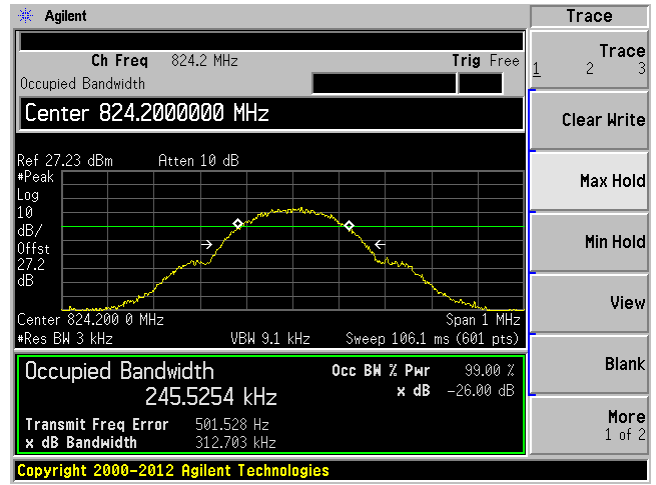 Agilent
Trace
Ch Freq 824.2 MHz Trig Free
Occupied Bandwidth
Center 824.2000000 MHz
Ref 27.23 dBm Atten 10 dB
#Peak
Log
10
dB/
Offst
27.2
dB
Center 824.200 0 MHz Span 1 MHz
#Res BW 3 kHz VBW 9.1 kHz Sweep 106.1 ms (601 pts)
Occupied Bandwidth
245.5254 kHz
Occ BW % Pwr 99.00 %
x dB -26.00 dB
Transmit Freq Error 501.528 Hz
x dB Bandwidth 312.703 kHz
Copyright 2000-2012 Agilent Technologies
Trace
1 2 3
Clear Write
Max Hold
Min Hold
View
Blank
More
1 of 2